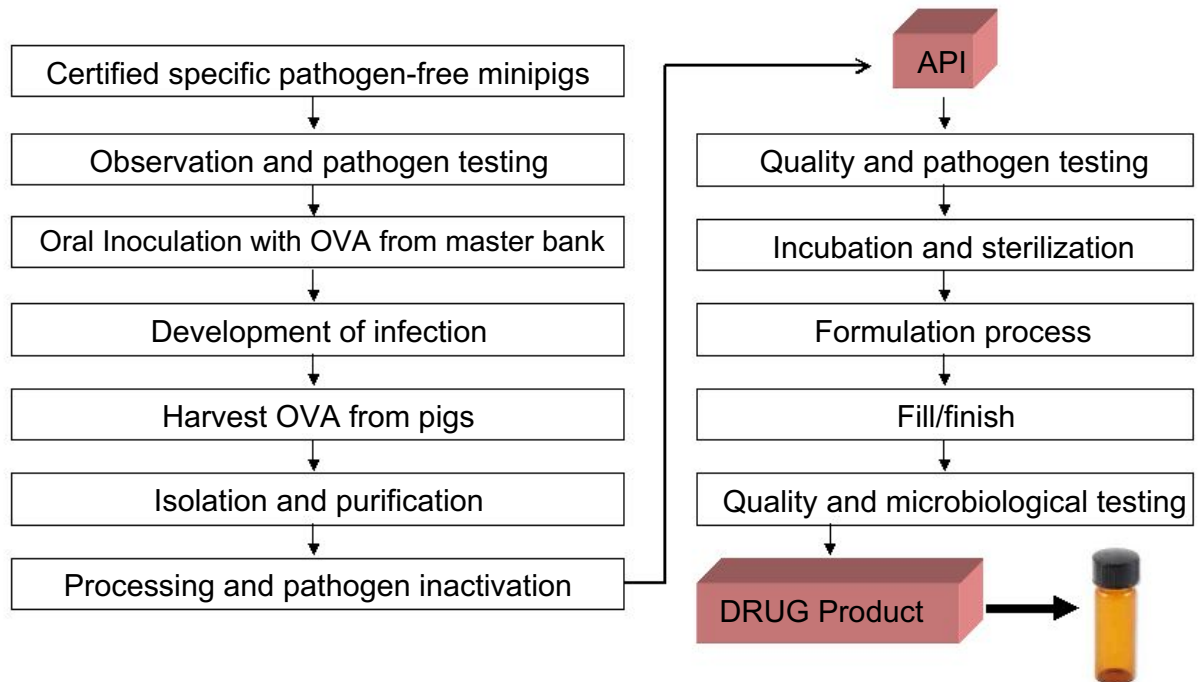 Certified specific pathogen-free minipigs
Observation and pathogen testing
Oral Inoculation with OVA from master bank
Development of infection
Harvest OVA from pigs
Isolation and purification
Processing and pathogen inactivation
API
Quality and pathogen testing
Incubation and sterilization
Formulation process
Fill/finish
Quality and microbiological testing
DRUG Product